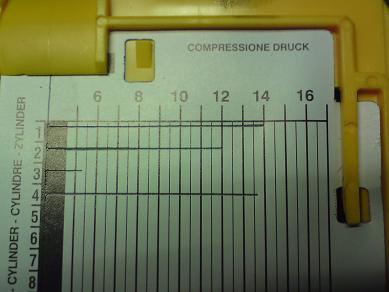 COMPRESSIONE DRUCK
6 8 10 12 14 16
- CYLINDER - CYLINDRE - ZYLINDER
1
2
3
4
5
6
7
8